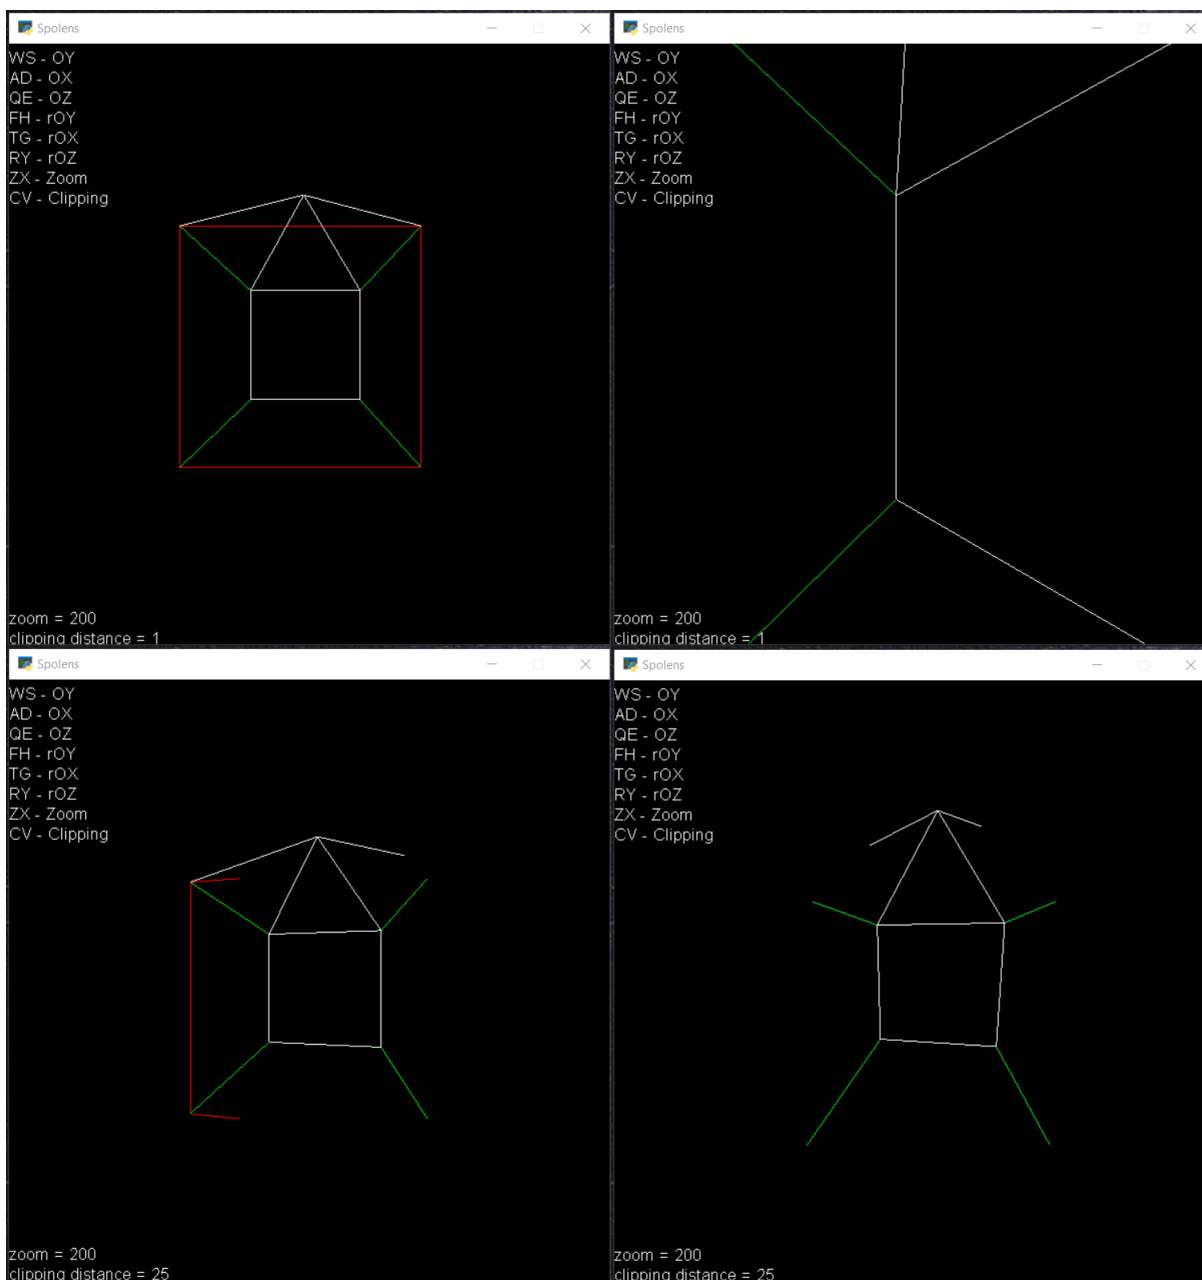 Spolens
WS - OY
AD - OX
QE - OZ
FH - rOY
TG - rOX
RY - rOZ
ZX - Zoom
CV - Clipping
zoom = 200
clipping distance = 1
Spolens
WS - OY
AD - OX
QE - OZ
FH - rOY
TG - rOX
RY - rOZ
ZX - Zoom
CV - Clipping
zoom = 200
clipping distance = 1
Spolens
WS - OY
AD - OX
QE - OZ
FH - rOY
TG - rOX
RY - rOZ
ZX - Zoom
CV - Clipping
zoom = 200
clipping distance = 25
Spolens
WS - OY
AD - OX
QE - OZ
FH - rOY
TG - rOX
RY - rOZ
ZX - Zoom
CV - Clipping
zoom = 200
clipping distance = 25